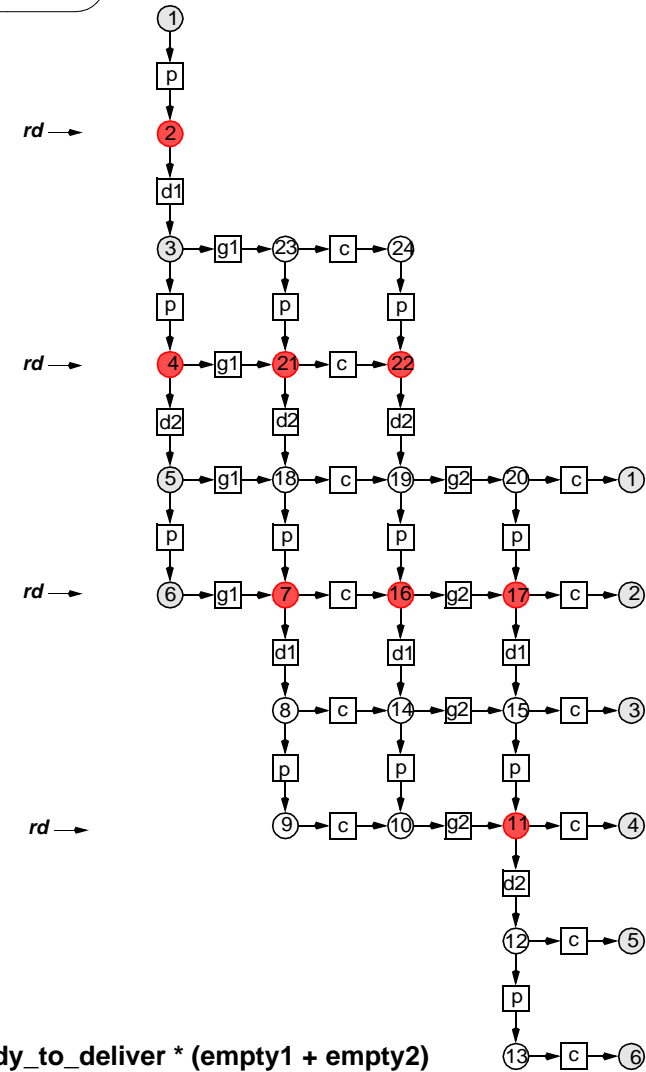 1
p
rd 2
d1
3 g1 23 c 24
p p p
rd 4 g1 21 c 22
d2 d2 d2
5 g1 18 c 19 g2 20 c 1
p p p p
rd 6 g1 7 c 16 g2 17 c 2
d1 d1 d1
8 c 14 g2 15 c 3
p p p
rd 9 c 10 g2 11 c 4
d2
12 c 5
p
dy_to_deliver * (empty1 + empty2) 13 c 6